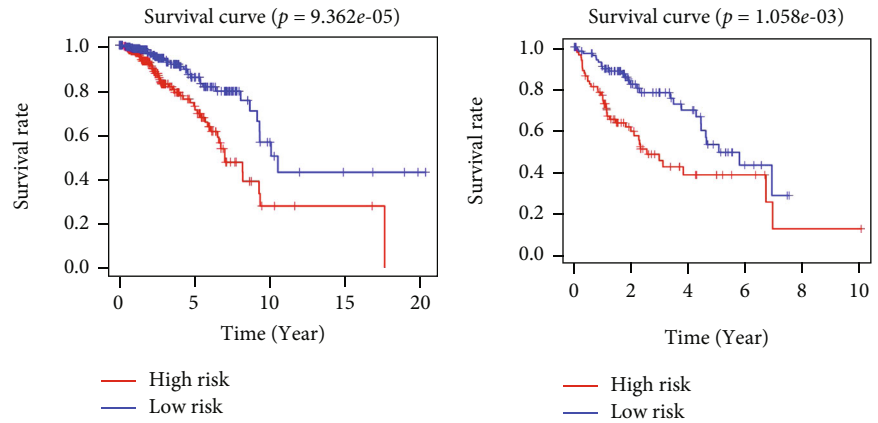 Survival curve (p = 9.362e-05)
1.0
0.8
0.6
0.4
0.2
0.0
Survival rate
0 5 10 15 20
Time (Year)
High risk
Low risk
Survival curve (p = 1.058e-03)
1.0
0.8
0.6
0.4
0.2
0.0
Survival rate
0 2 4 6 8 10
Time (Year)
High risk
Low risk